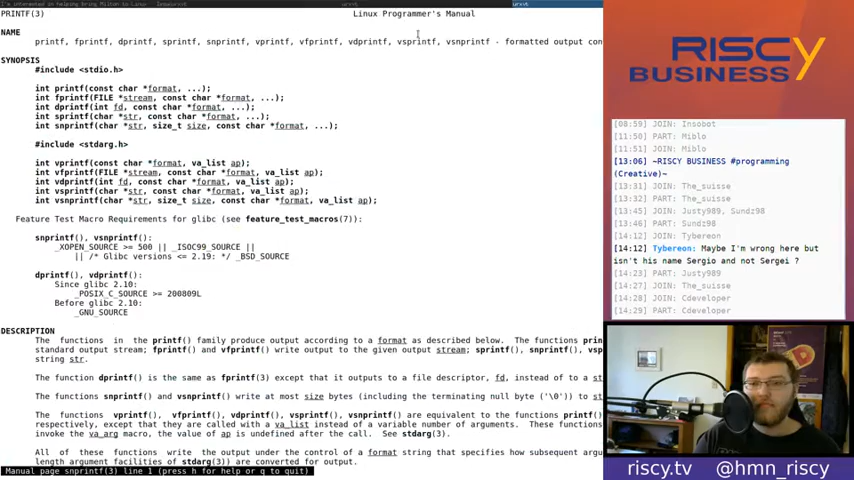 I'm interested in helping bring Milton to Linux
urxvt
urxvt
PRINTF(3)
Linux Programmer's Manual
NAME
printf, fprintf, dprintf, sprintf, snprintf, vprintf, vfprintf, vdprintf, vsprintf, vsnprintf - formatted output con
SYNOPSIS
#include <stdio.h>
int printf(const char *format, ...);
int fprintf(FILE *stream, const char *format, ...);
int dprintf(int fd, const char *format, ...);
int sprintf(char *str, const char *format, ...);
int snprintf(char *str, size_t size, const char *format, ...);
#include <stdarg.h>
int vprintf(const char *format, va_list ap);
int vfprintf(FILE *stream, const char *format, va_list ap);
int vdprintf(int fd, const char *format, va_list ap);
int vsprintf(char *str, const char *format, va_list ap);
int vsnprintf(char *str, size_t size, const char *format, va_list ap);
Feature Test Macro Requirements for glibc (see feature_test_macros(7)):
snprintf(), vsnprintf():
_XOPEN_SOURCE >= 500 || _ISOC99_SOURCE ||
|| /* Glibc versions <= 2.19: */ _BSD_SOURCE
dprintf(), vdprintf():
Since glibc 2.10:
_POSIX_C_SOURCE >= 200809L
Before glibc 2.10:
_GNU_SOURCE
DESCRIPTION
The functions in the printf() family produce output according to a format as described below. The functions prin
standard output stream; fprintf() and vfprintf() write output to the given output stream; sprintf(), snprintf(), vsp
string str.
The function dprintf() is the same as fprintf(3) except that it outputs to a file descriptor, fd, instead of to a st
The functions snprintf() and vsnprintf() write at most size bytes (including the terminating null byte ('\0')) to st
The functions vprintf(), vfprintf(), vdprintf(), vsprintf(), vsnprintf() are equivalent to the functions printf()
respectively, except that they are called with a va_list instead of a variable number of arguments. These functions
invoke the va_arg macro, the value of ap is undefined after the call. See stdarg(3).
All of these functions write the output under the control of a format string that specifies how subsequent argu
length argument facilities of stdarg(3)) are converted for output.
Manual page snprintf(3) line 1 (press h for help or q to quit)
RISCY
BUSINESS
[08:59] JOIN: Insobot
[11:50] PART: Miblo
[11:51] JOIN: Miblo
[13:06] ~RISCY BUSINESS #programming
(Creative)~
[13:31] JOIN: The_suisse
[13:32] PART: The_suisse
[13:45] JOIN: Justy989, Sundz98
[13:46] PART: Sundz98
[14:12] JOIN: Tybereon
[14:12] Tybereon: Maybe I'm wrong here but
isn't his name Sergio and not Sergei ?
[14:23] PART: Justy989
[14:27] JOIN: The_suisse
[14:28] JOIN: Cdeveloper
[14:29] PART: Cdeveloper
riscy.tv @hmn_riscy